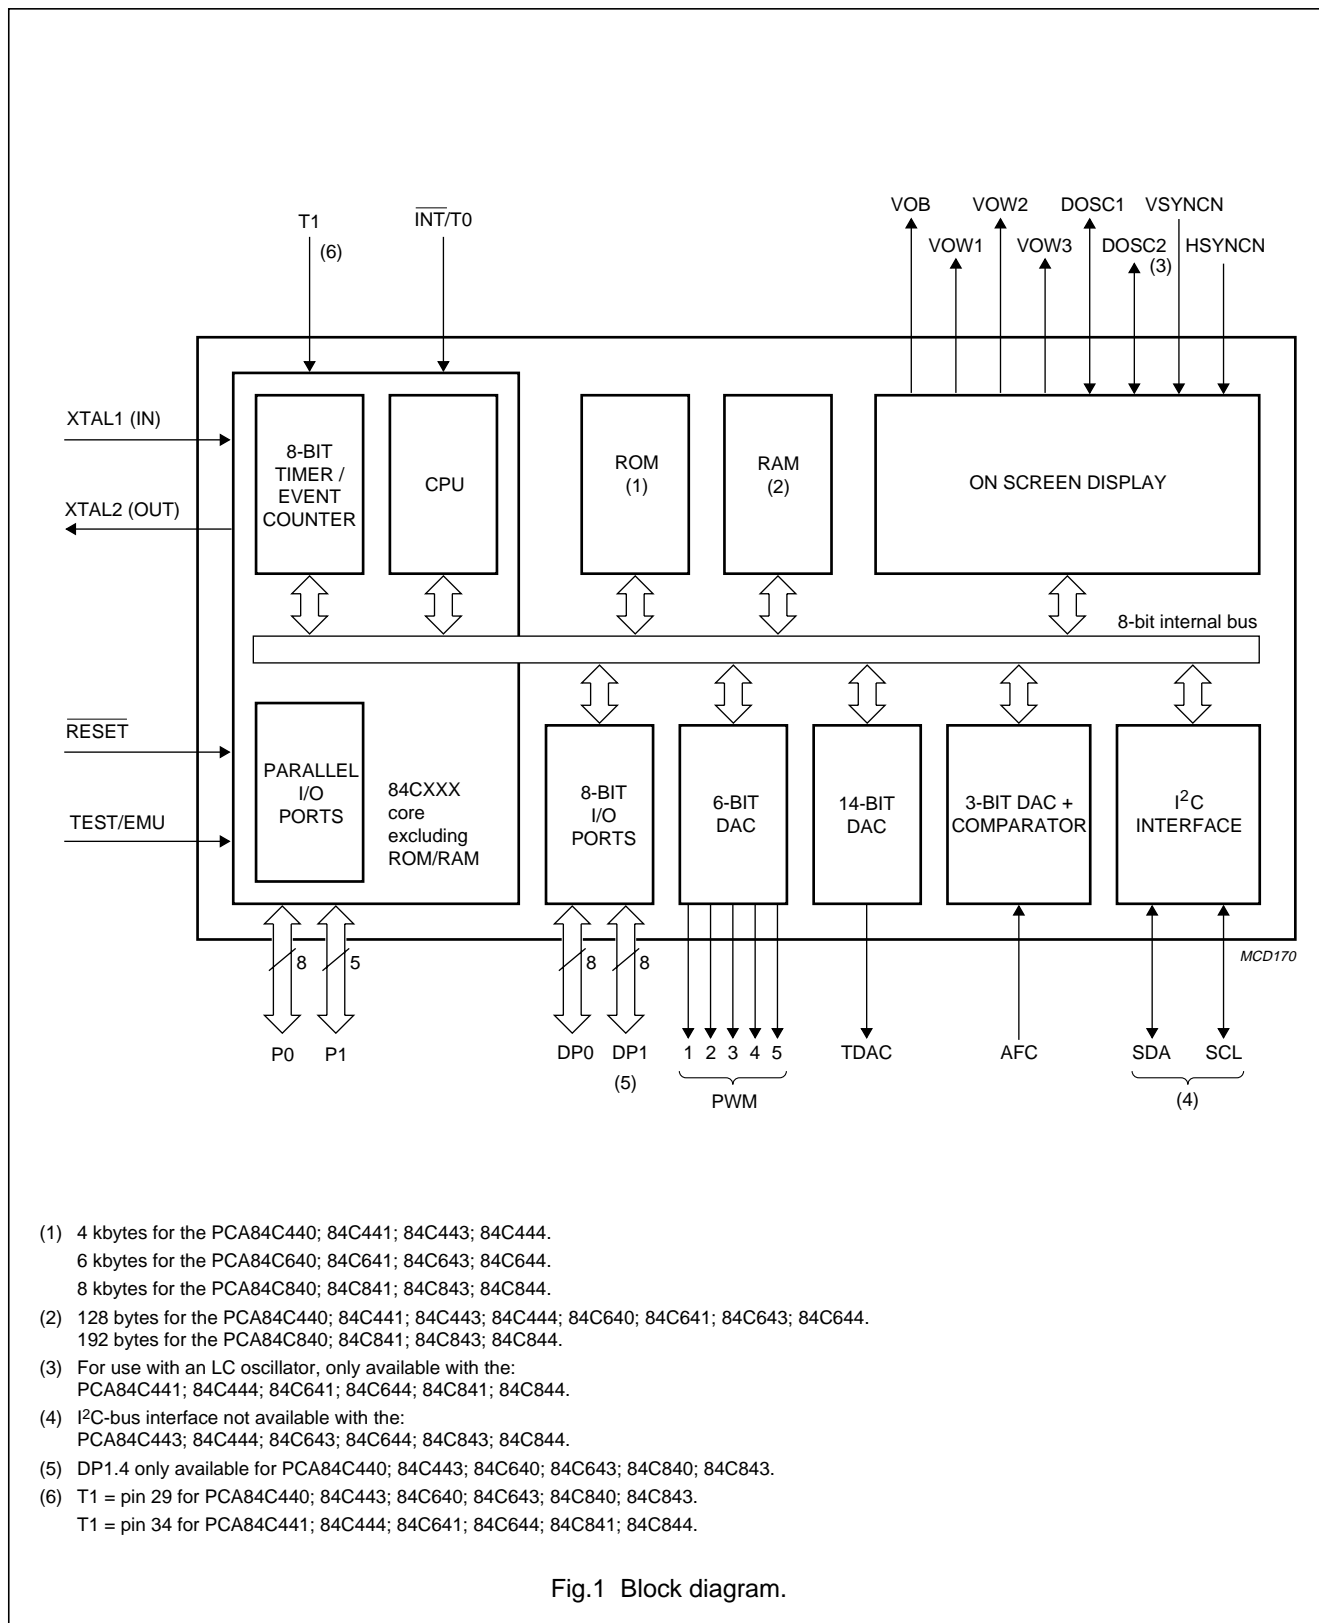 VOB
VOW2
DOSC1
VSYNCN
T1
INT/T0
(6)
VOW1
VOW3
DOSC2
(3)
HSYNCN
XTAL1 (IN)
XTAL2 (OUT)
8-BIT
TIMER /
EVENT
COUNTER
CPU
ROM
(1)
RAM
(2)
ON SCREEN DISPLAY
8-bit internal bus
RESET
TEST/EMU
PARALLEL
I/O
PORTS
84CXXX
core
excluding
ROM/RAM
8-BIT
I/O
PORTS
6-BIT
DAC
14-BIT
DAC
3-BIT DAC +
COMPARATOR
I²C
INTERFACE
MCD170
8
5
8
8
P0
P1
DP0
DP1
(5)
1 2 3 4 5
PWM
TDAC
AFC
SDA
SCL
(4)
(1) 4 kbytes for the PCA84C440; 84C441; 84C443; 84C444.
6 kbytes for the PCA84C640; 84C641; 84C643; 84C644.
8 kbytes for the PCA84C840; 84C841; 84C843; 84C844.
(2) 128 bytes for the PCA84C440; 84C441; 84C443; 84C444; 84C640; 84C641; 84C643; 84C644.
192 bytes for the PCA84C840; 84C841; 84C843; 84C844.
(3) For use with an LC oscillator, only available with the:
PCA84C441; 84C444; 84C641; 84C644; 84C841; 84C844.
(4) I²C-bus interface not available with the:
PCA84C443; 84C444; 84C643; 84C644; 84C843; 84C844.
(5) DP1.4 only available for PCA84C440; 84C443; 84C640; 84C643; 84C840; 84C843.
(6) T1 = pin 29 for PCA84C440; 84C443; 84C640; 84C643; 84C840; 84C843.
T1 = pin 34 for PCA84C441; 84C444; 84C641; 84C644; 84C841; 84C844.
Fig.1 Block diagram.